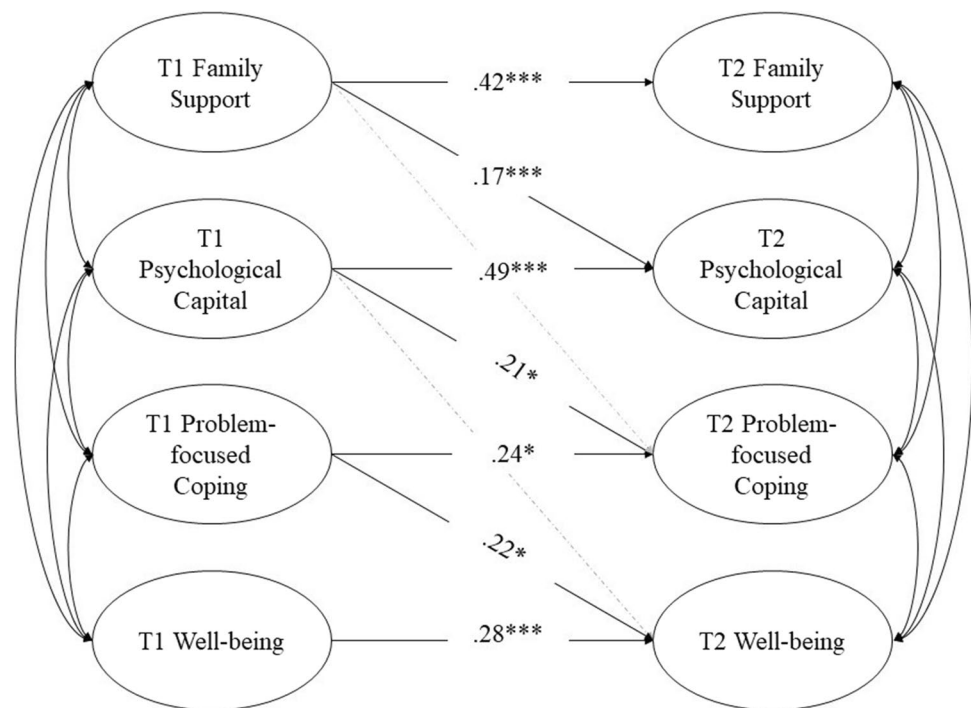 T1 Family
Support
.42***
T2 Family
Support
.17***
T1
Psychological
Capital
.49***
T2
Psychological
Capital
.21*
T1 Problem-
focused
Coping
.24*
T2 Problem-
focused
Coping
.22*
T1 Well-being
.28***
T2 Well-being